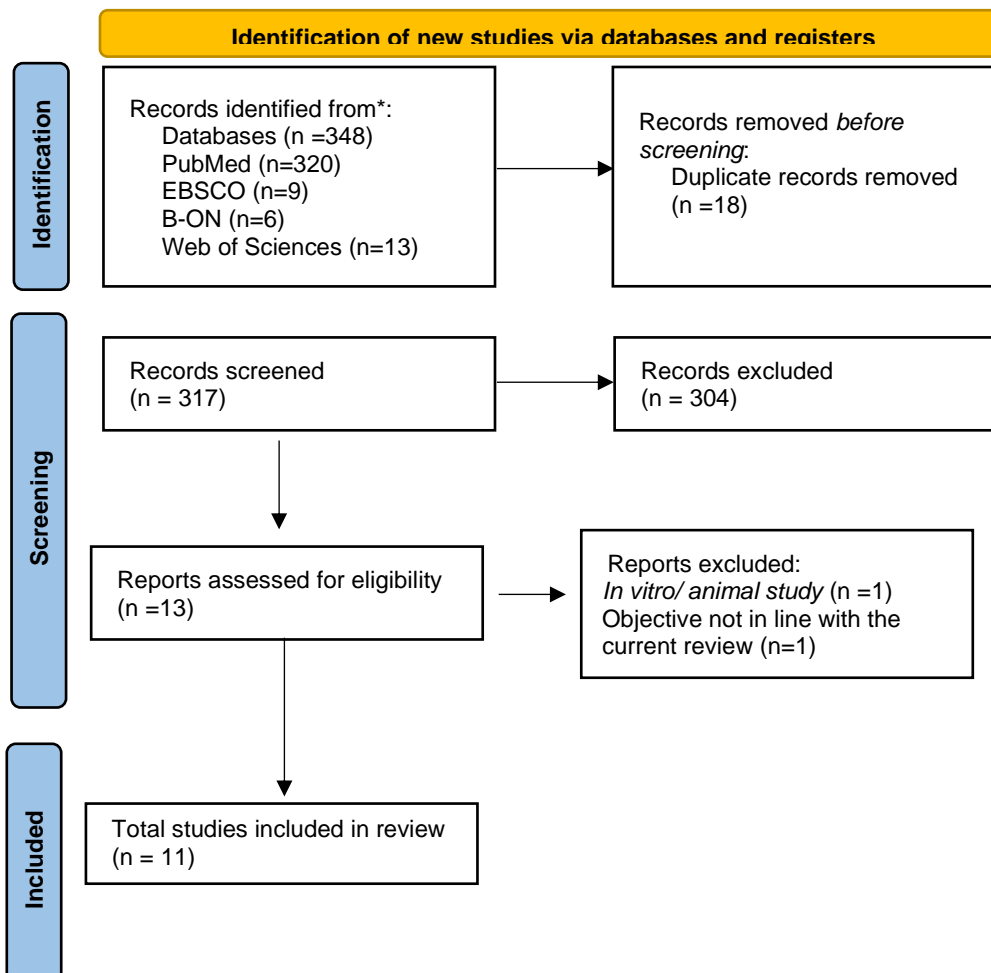 Identification of new studies via databases and registers
Identification
Records identified from*:
Databases (n =348)
PubMed (n=320)
EBSCO (n=9)
B-ON (n=6)
Web of Sciences (n=13)
Records removed before
screening:
Duplicate records removed
(n =18)
Screening
Records screened
(n = 317)
Records excluded
(n = 304)
Reports assessed for eligibility
(n =13)
Reports excluded:
In vitro/ animal study (n =1)
Objective not in line with the
current review (n=1)
Included
Total studies included in review
(n = 11)